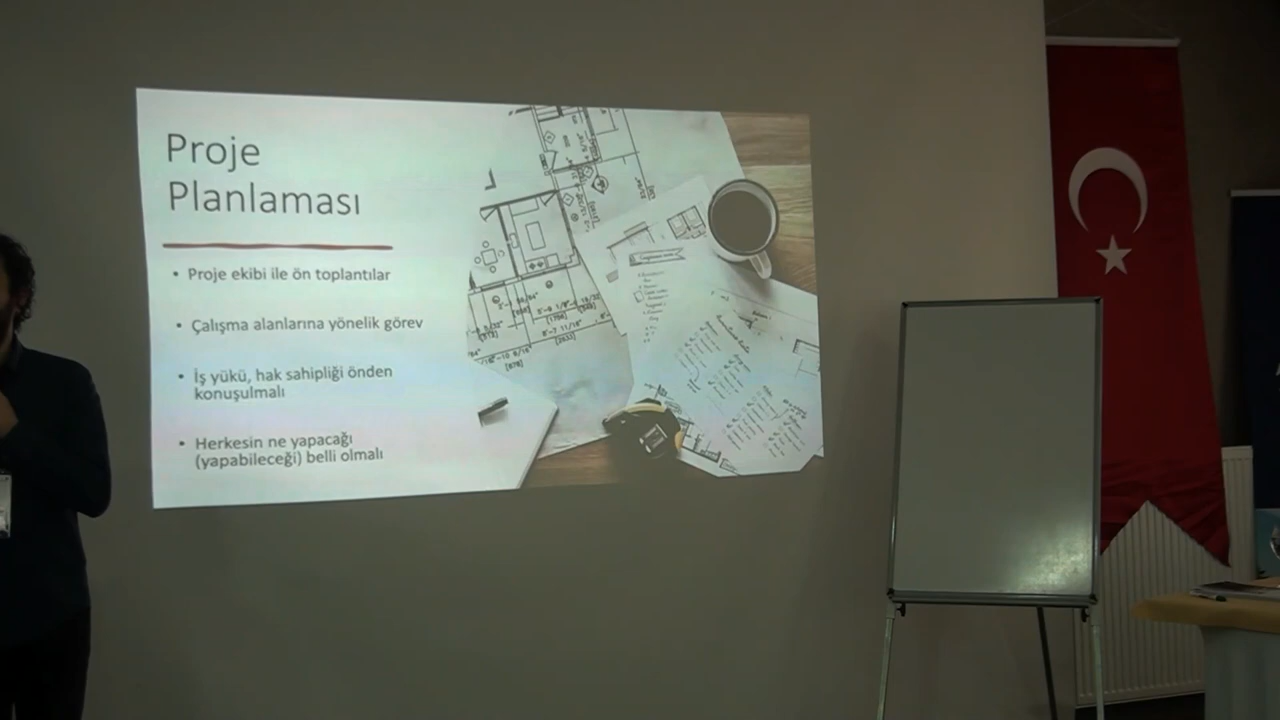 Proje
Planlaması
• Proje ekibi ile ön toplantılar
• Çalışma alanlarına yönelik görev
• İş yükü, hak sahipliği önden
konuşulmalı
• Herkesin ne yapacağı
(yapabileceği) belli olmalı